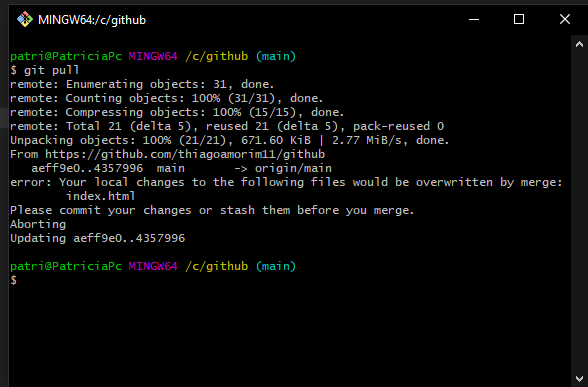 MINGW64:/c/github
patri@PatriciaPc MINGW64 /c/github (main)
$ git pull
remote: Enumerating objects: 31, done.
remote: Counting objects: 100% (31/31), done.
remote: Compressing objects: 100% (15/15), done.
remote: Total 21 (delta 5), reused 21 (delta 5), pack-reused 0
Unpacking objects: 100% (21/21), 671.60 KiB | 2.77 MiB/s, done.
From https://github.com/thiagoamorim11/github
   aeff9e0..4357996  main       -> origin/main
error: Your local changes to the following files would be overwritten by merge:
        index.html
Please commit your changes or stash them before you merge.
Aborting
Updating aeff9e0..4357996
patri@PatriciaPc MINGW64 /c/github (main)
$